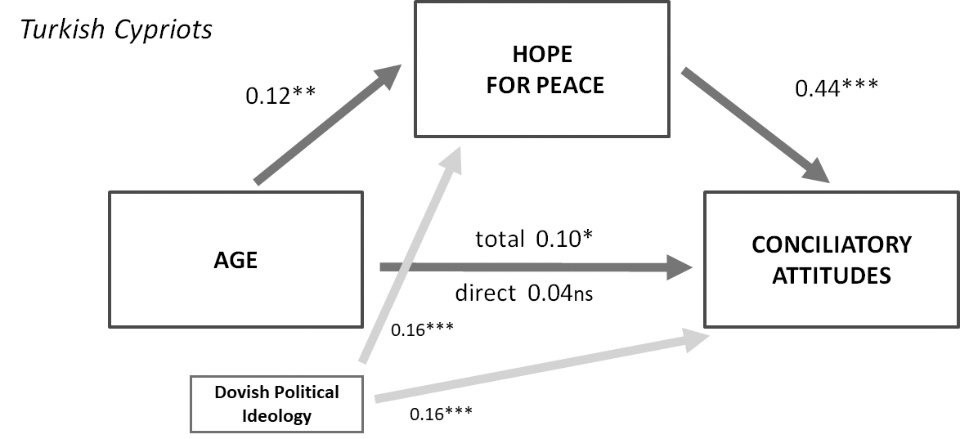 Turkish Cypriots
HOPE
FOR PEACE
0.12**
0.44***
AGE
total 0.10*
direct 0.04ns
CONCILIATORY
ATTITUDES
0.16***
Dovish Political
Ideology
0.16***